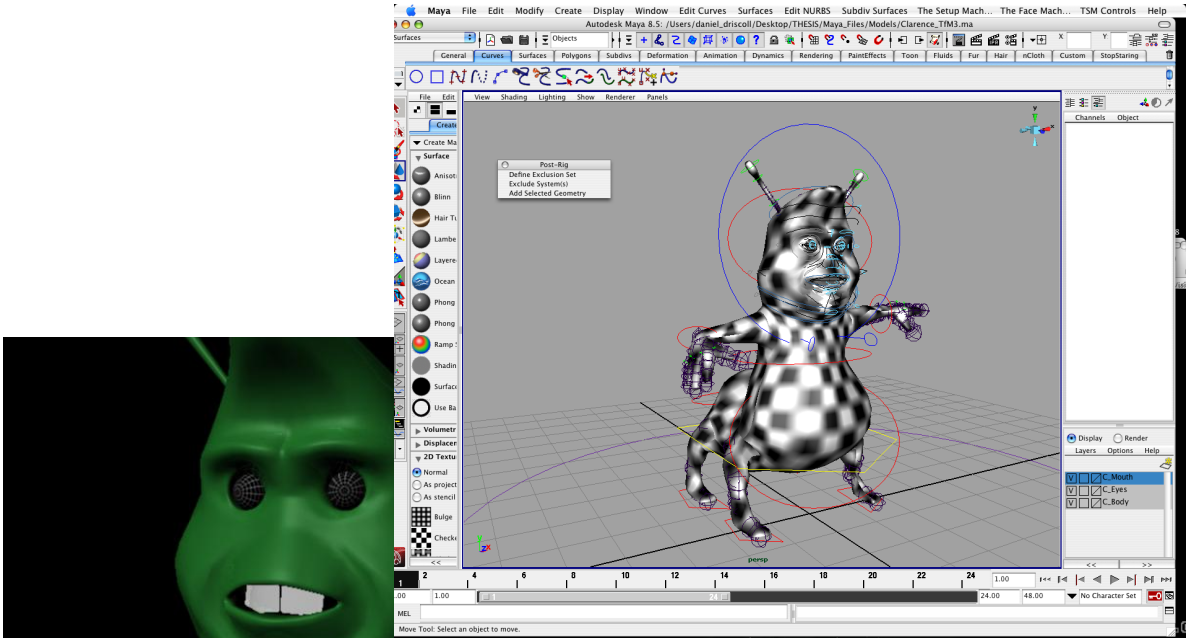 Maya File Edit Modify Create Display Window Edit Curves Surfaces Edit NURBS Subdiv Surfaces The Setup Mach... The Face Mach... TSM Controls Help
Autodesk Maya 8.5: /Users/daniel_driscoll/Desktop/THESIS/Maya_Files/Models/Clarence_TfM3.ma
Surfaces Objects X Y
General Curves Surfaces Polygons Subdivs Deformation Animation Dynamics Rendering PaintEffects Toon Fluids Fur Hair nCloth Custom StopStaring
File Edit View Shading Lighting Show Renderer Panels
Create
Channels Object
Create Ma
Surface
Anisot
Blinn
Hair Tu
Lambe
Layere
Ocean
Phong
Phong
Ramp S
Shadin
Surface
Use Ba
Volumetr
Displacer
2D Textu
Normal
As project
As stencil
Bulge
Checke
<<
Post-Rig
Define Exclusion Set
Exclude System(s)
Add Selected Geometry
y
x
z x
persp
Display Render
Layers Options Help
V C_Mouth
V C_Eyes
V C_Body
<< >>
1 2 4 6 8 10 12 14 16 18 20 22 24 1.00
.00 1.00 1 24 24.00 48.00 No Character Set
MEL
Move Tool: Select an object to move.